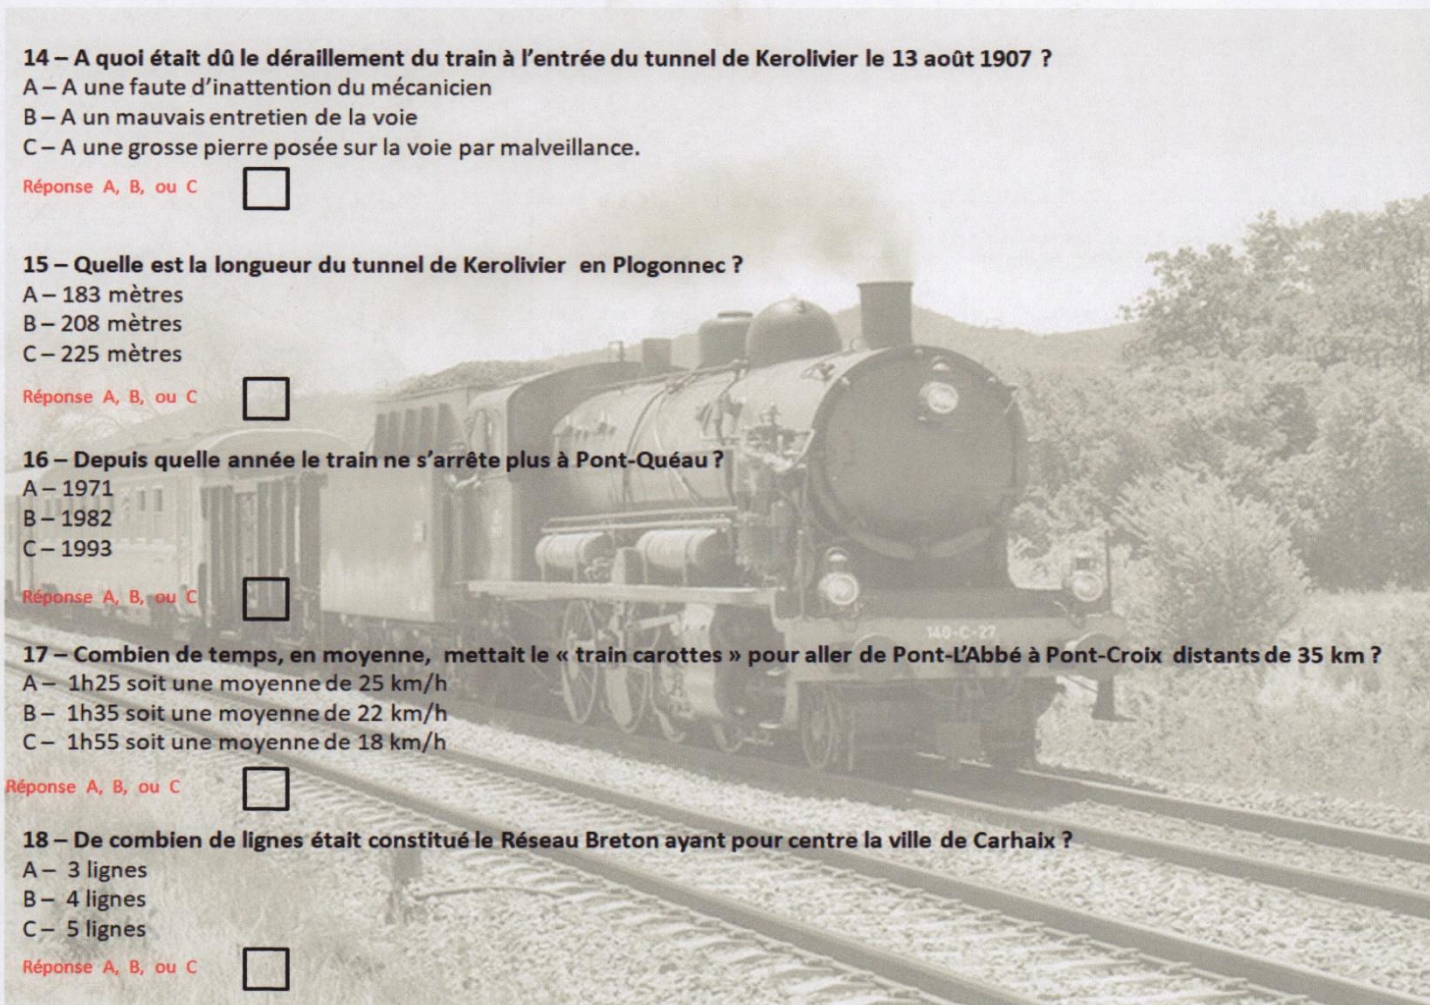 14 – A quoi était dû le déraillement du train à l'entrée du tunnel de Kerolivier le 13 août 1907 ?
A – A une faute d'inattention du mécanicien
B – A un mauvais entretien de la voie
C – A une grosse pierre posée sur la voie par malveillance.
Réponse A, B, ou C
15 – Quelle est la longueur du tunnel de Kerolivier en Plogonnec ?
A – 183 mètres
B – 208 mètres
C – 225 mètres
Réponse A, B, ou C
16 – Depuis quelle année le train ne s'arrête plus à Pont-Quéau ?
A – 1971
B – 1982
C – 1993
Réponse A, B, ou C
140-C-27
17 – Combien de temps, en moyenne, mettait le « train carottes » pour aller de Pont-L'Abbé à Pont-Croix distants de 35 km ?
A – 1h25 soit une moyenne de 25 km/h
B – 1h35 soit une moyenne de 22 km/h
C – 1h55 soit une moyenne de 18 km/h
Réponse A, B, ou C
18 – De combien de lignes était constitué le Réseau Breton ayant pour centre la ville de Carhaix ?
A – 3 lignes
B – 4 lignes
C – 5 lignes
Réponse A, B, ou C